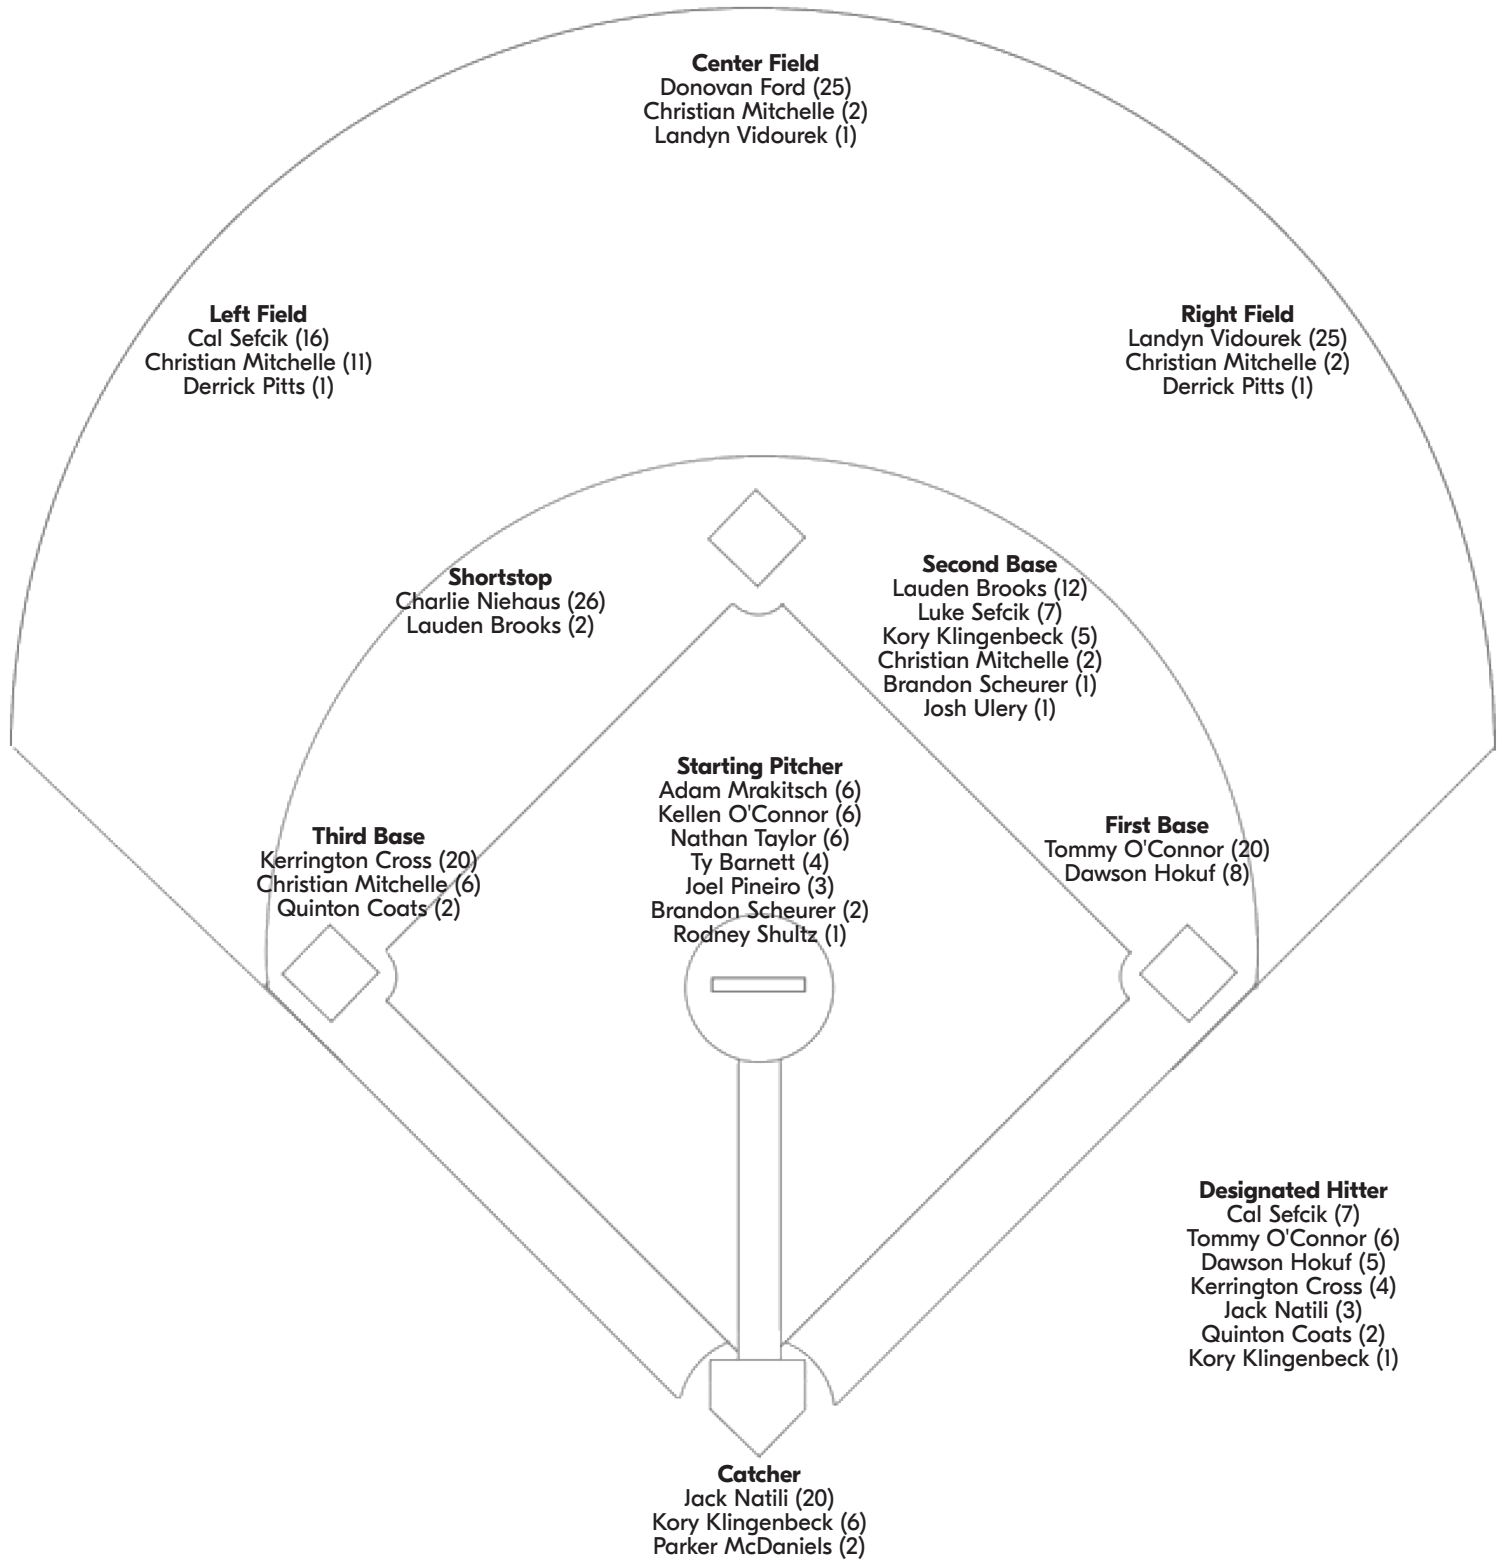 Center Field
Donovan Ford (25)
Christian Mitchelle (2)
Landyn Vidourek (1)
Left Field
Cal Sefcik (16)
Christian Mitchelle (11)
Derrick Pitts (1)
Right Field
Landyn Vidourek (25)
Christian Mitchelle (2)
Derrick Pitts (1)
Shortstop
Charlie Niehaus (26)
Lauden Brooks (2)
Second Base
Lauden Brooks (12)
Luke Sefcik (7)
Kory Klingenbeck (5)
Christian Mitchelle (2)
Brandon Scheurer (1)
Josh Ulery (1)
Third Base
Kerrington Cross (20)
Christian Mitchelle (6)
Quinton Coats (2)
Starting Pitcher
Adam Mrakitsch (6)
Kellen O'Connor (6)
Nathan Taylor (6)
Ty Barnett (4)
Joel Pineiro (3)
Brandon Scheurer (2)
Rodney Shultz (1)
First Base
Tommy O'Connor (20)
Dawson Hokuf (8)
Designated Hitter
Cal Sefcik (7)
Tommy O'Connor (6)
Dawson Hokuf (5)
Kerrington Cross (4)
Jack Natili (3)
Quinton Coats (2)
Kory Klingenbeck (1)
Catcher
Jack Natili (20)
Kory Klingenbeck (6)
Parker McDaniels (2)